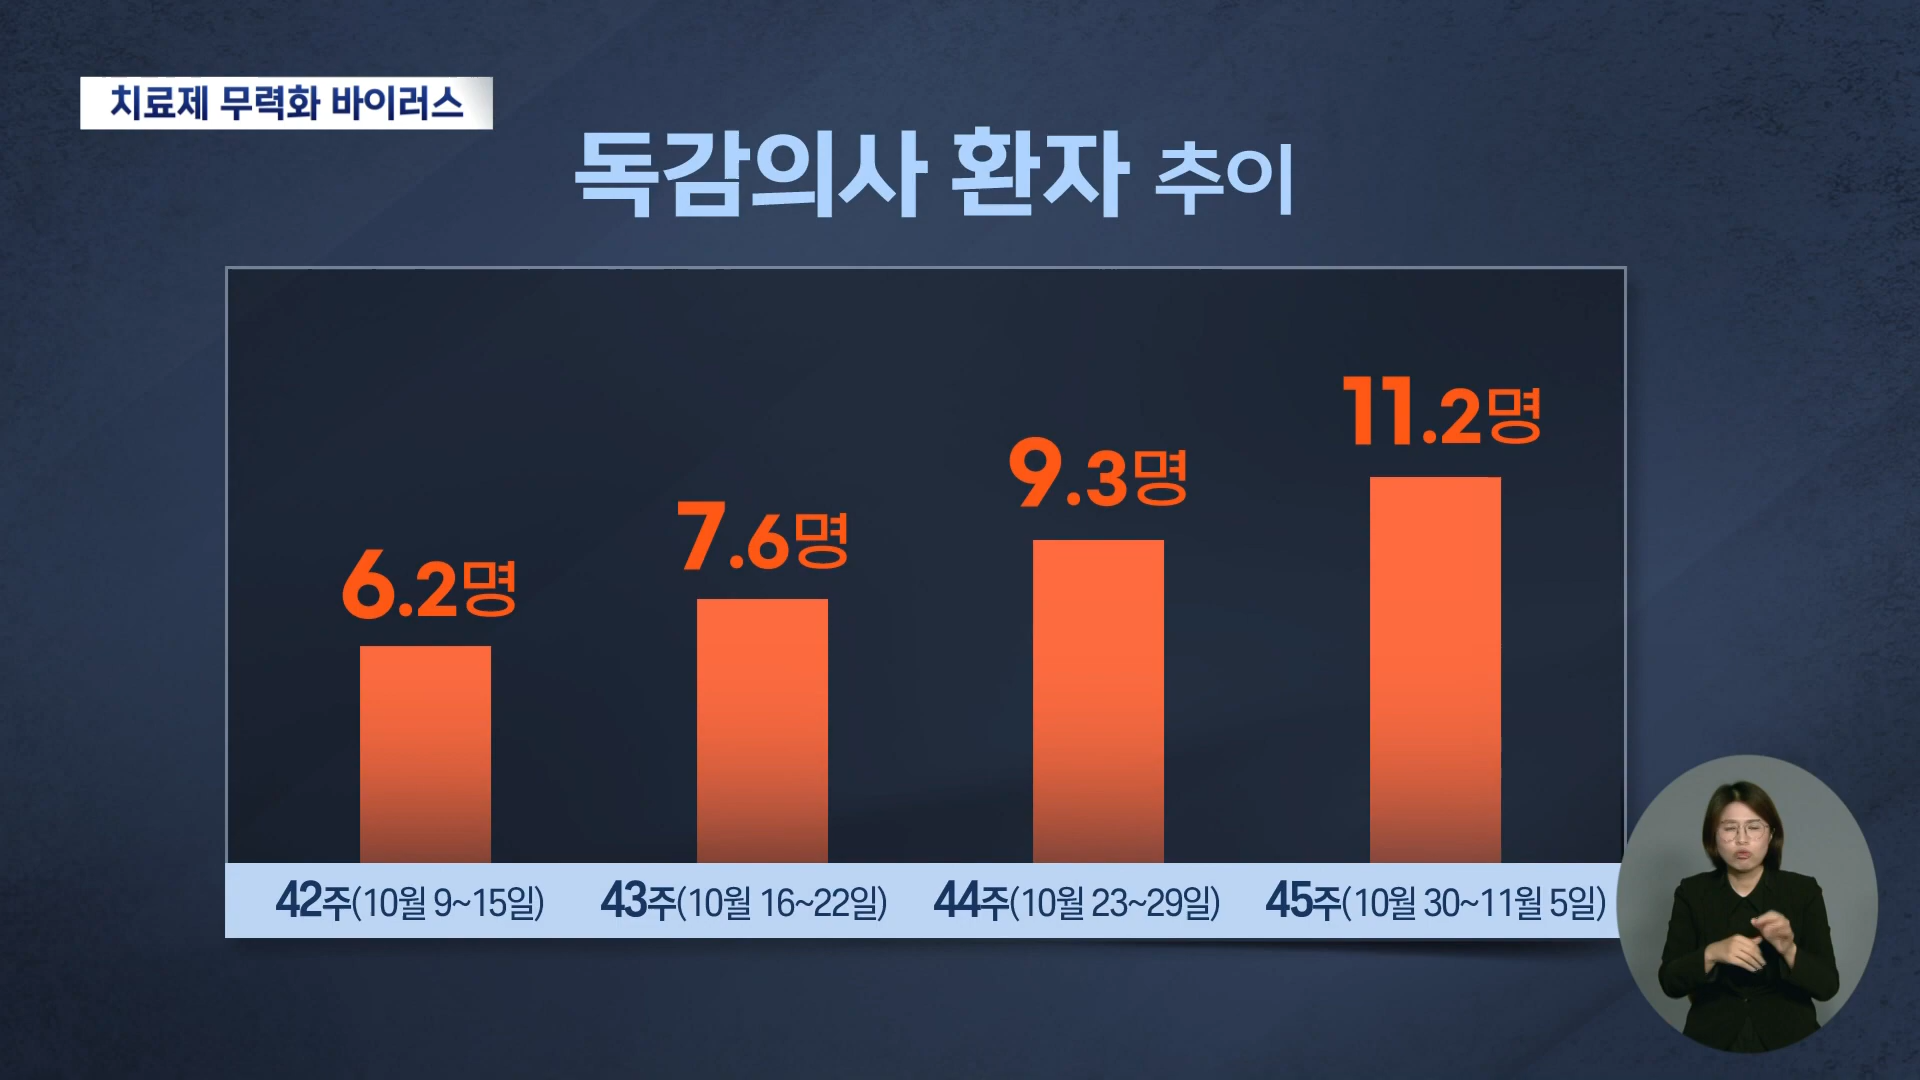 치료제 무력화 바이러스
독감의사 환자 추이
6.2명
7.6명
9.3명
11.2명
42주(10월 9~15일)
43주(10월 16~22일)
44주(10월 23~29일)
45주(10월 30~11월 5일)